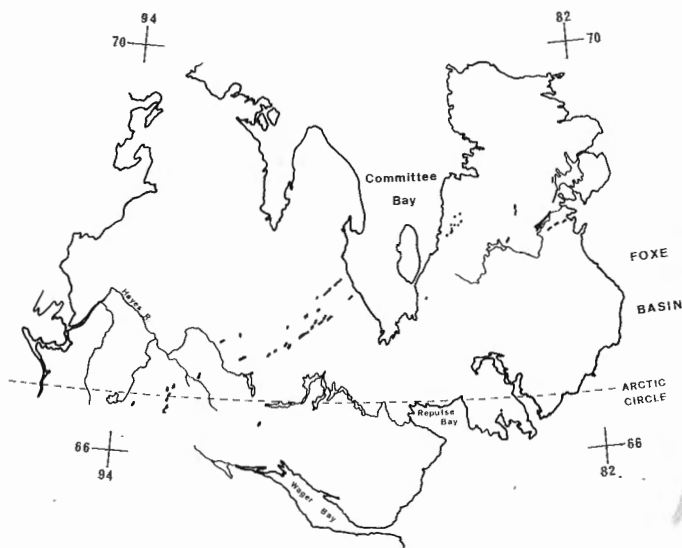 94
70
82
70
Committee
Bay
FOXE
BASIN
Hayes R.
ARCTIC
CIRCLE
Repulse
Bay
66
94
66
82
Wager Bay